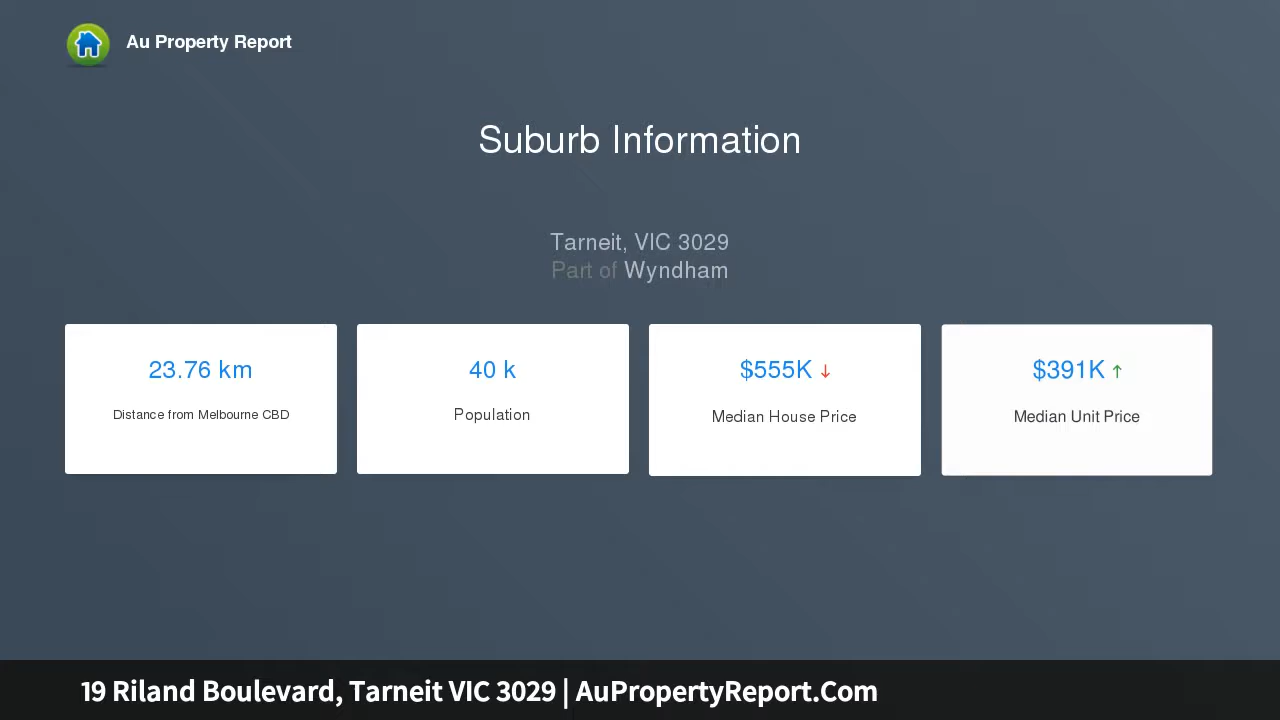 Au Property Report
Suburb Information
Tarneit, VIC 3029
Part of Wyndham
23.76 km
Distance from Melbourne CBD
40 k
Population
$555K ↓
Median House Price
$391K ↑
Median Unit Price
19 Riland Boulevard, Tarneit VIC 3029 | AuPropertyReport.Com